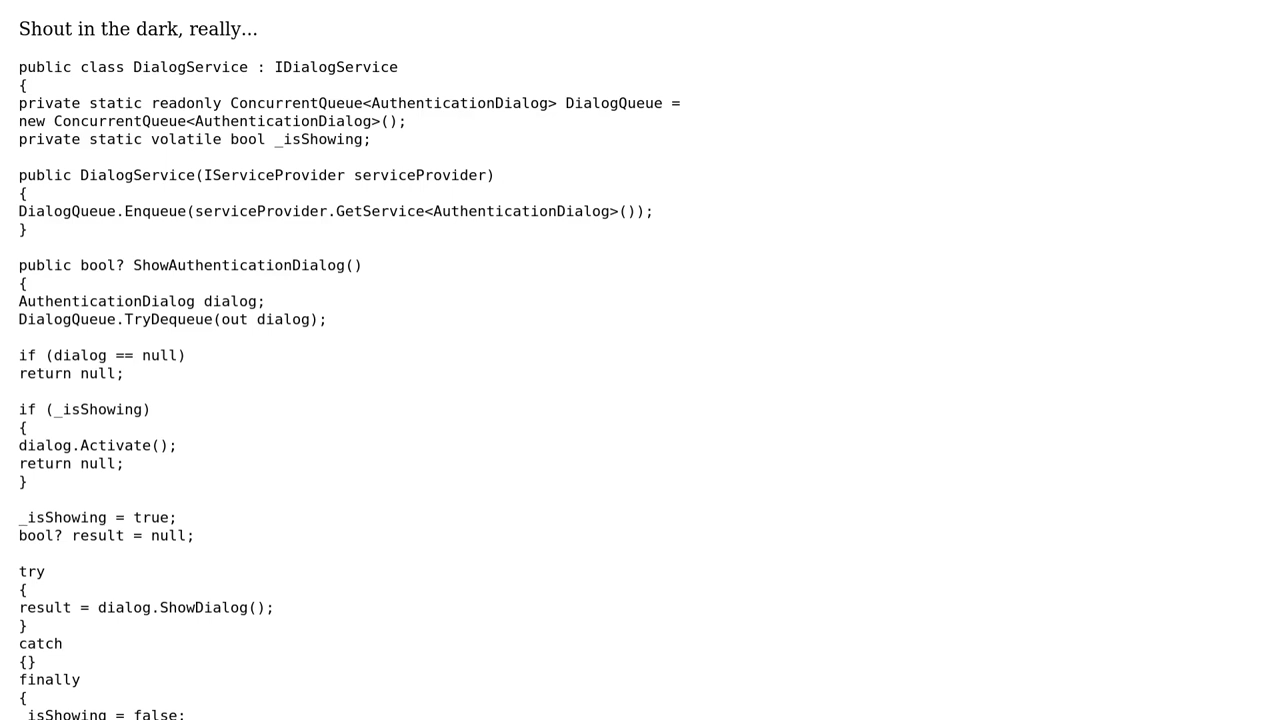 Shout in the dark, really...
public class DialogService : IDialogService
{
private static readonly ConcurrentQueue<AuthenticationDialog> DialogQueue =
new ConcurrentQueue<AuthenticationDialog>();
private static volatile bool _isShowing;
public DialogService(IServiceProvider serviceProvider)
{
DialogQueue.Enqueue(serviceProvider.GetService<AuthenticationDialog>());
}
public bool? ShowAuthenticationDialog()
{
AuthenticationDialog dialog;
DialogQueue.TryDequeue(out dialog);
if (dialog == null)
return null;
if (_isShowing)
{
dialog.Activate();
return null;
}
_isShowing = true;
bool? result = null;
try
{
result = dialog.ShowDialog();
}
catch
{}
finally
{
_isShowing = false;